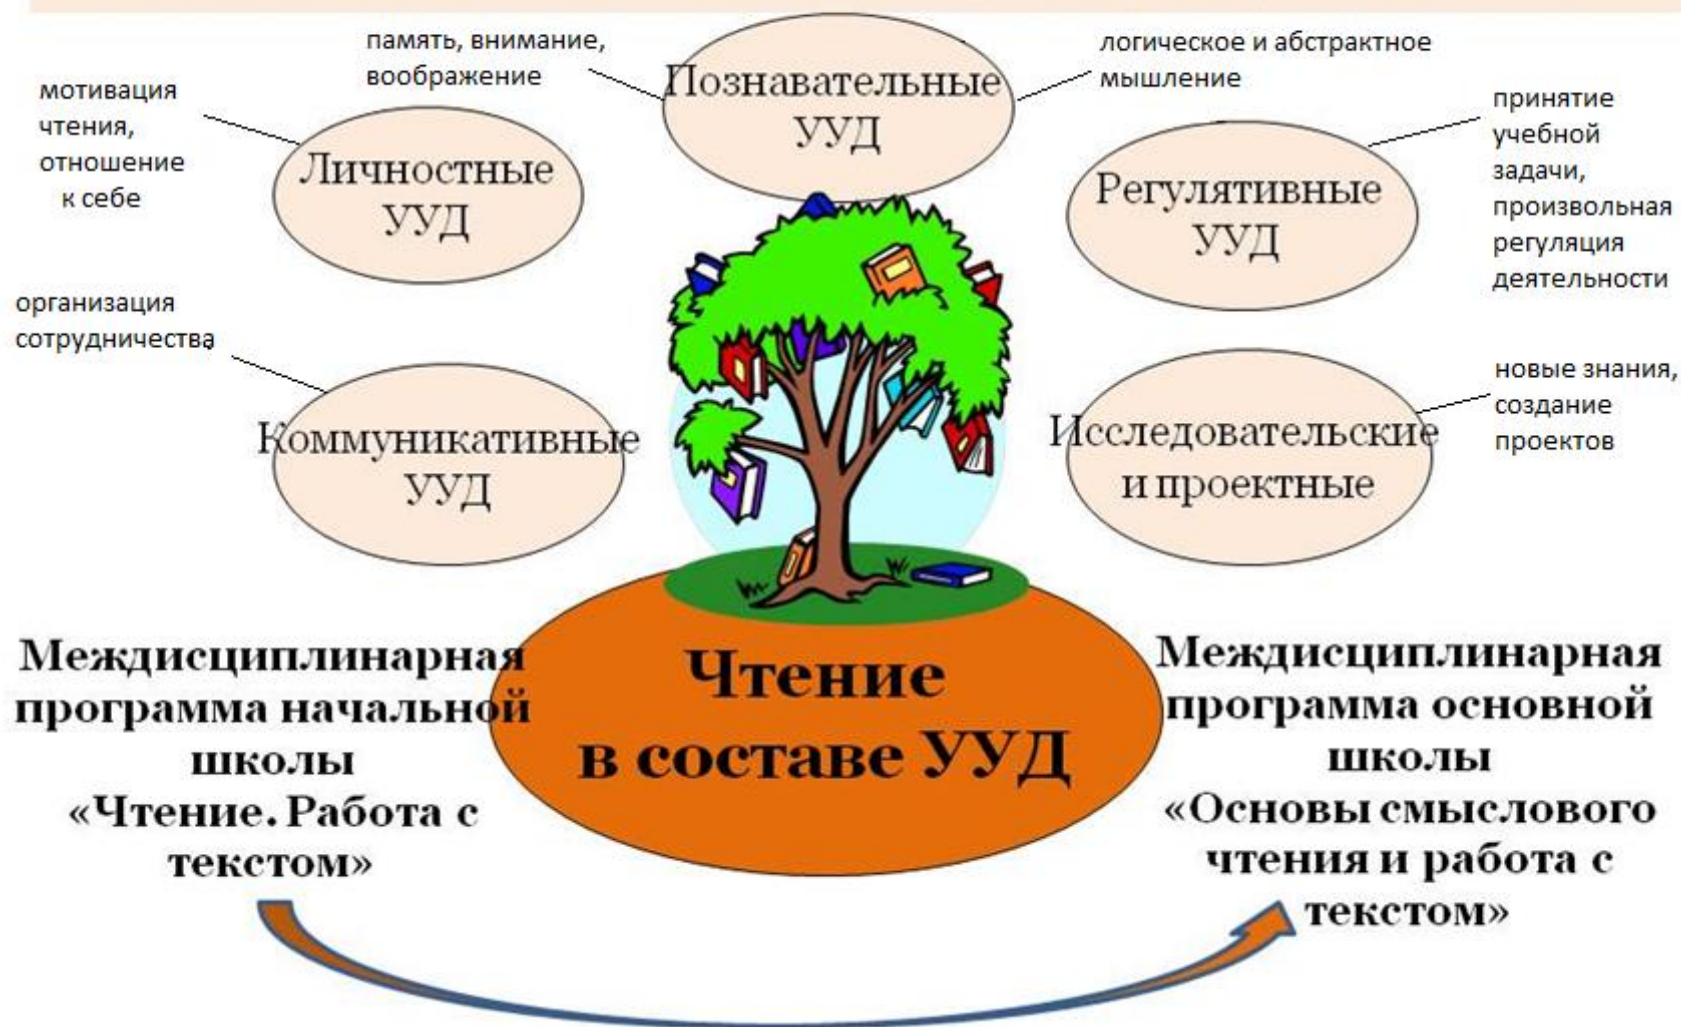 память, внимание,
воображение
Познавательные
УУД
логическое и абстрактное
мышление
мотивация
чтения,
отношение
к себе
Личностные
УУД
Регулятивные
УУД
принятие
учебной
задачи,
произвольная
регуляция
деятельности
организация
сотрудничества
Коммуникативные
УУД
Исследовательские
и проектные
новые знания,
создание
проектов
Чтение
в составе УУД
Междисциплинарная
программа начальной
школы
«Чтение. Работа с
текстом»
Междисциплинарная
программа основной
школы
«Основы смыслового
чтения и работа с
текстом»